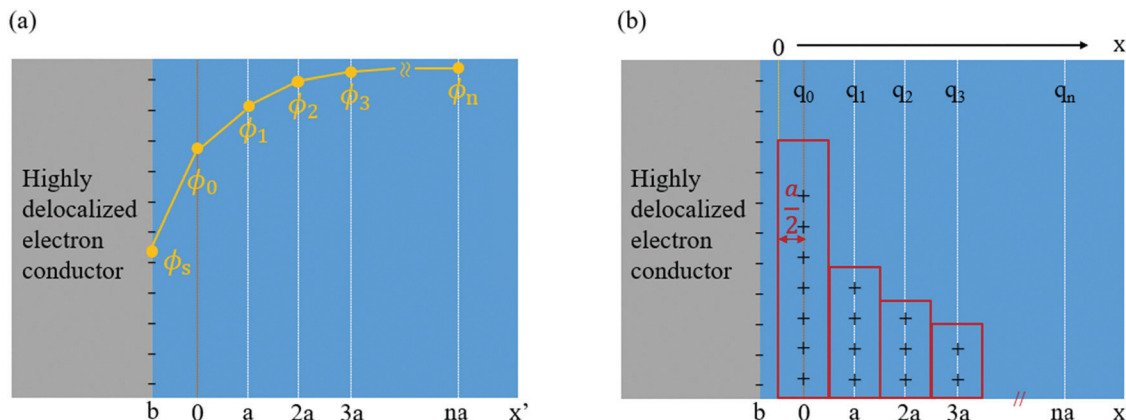 (a)
ϕn
ϕ3
ϕ2
ϕ1
ϕ0
ϕs
Highly
delocalized
electron
conductor
b 0 a 2a 3a na x'
(b)
0 x
q0 q1 q2 q3 qn
Highly
delocalized
electron
conductor
a
2
+ + + + + + +
+ + + +
+ + +
+ +
b 0 a 2a 3a // na x